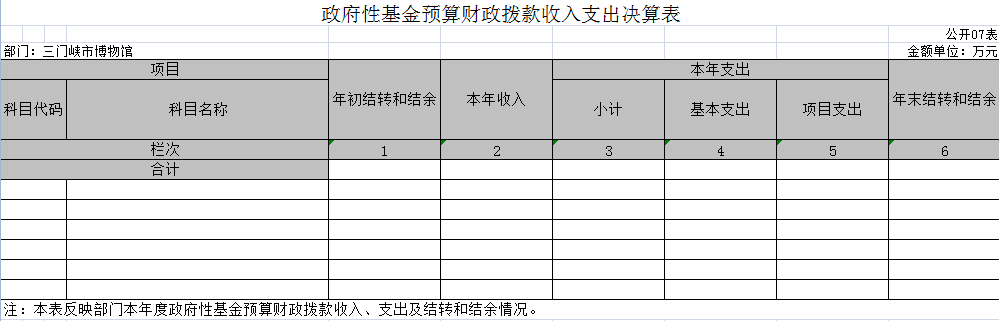 政府性基金预算财政拨款收入支出决算表
公开07表
部门：三门峡市博物馆 金额单位：万元
项目 年初结转和结余 本年收入 本年支出 年末结转和结余
科目代码 科目名称 小计 基本支出 项目支出
栏次 1 2 3 4 5 6
合计
注：本表反映部门本年度政府性基金预算财政拨款收入、支出及结转和结余情况。